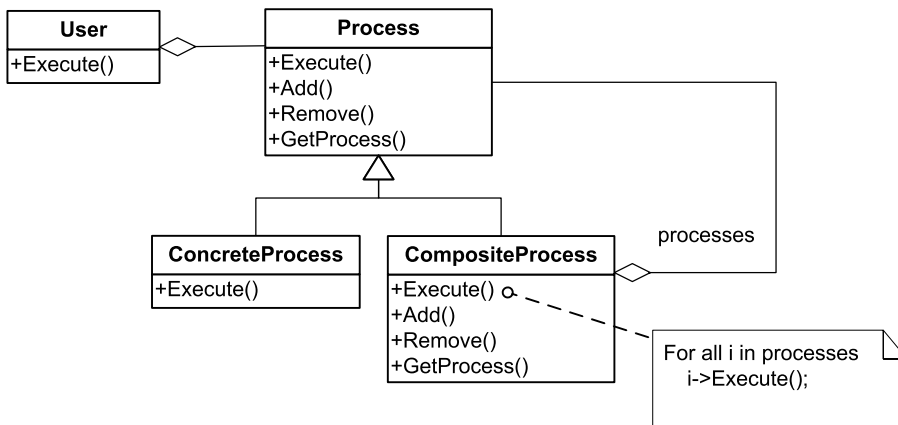 User
+Execute()
Process
+Execute()
+Add()
+Remove()
+GetProcess()
ConcreteProcess
+Execute()
CompositeProcess
+Execute()
+Add()
+Remove()
+GetProcess()
processes
For all i in processes
i->Execute();